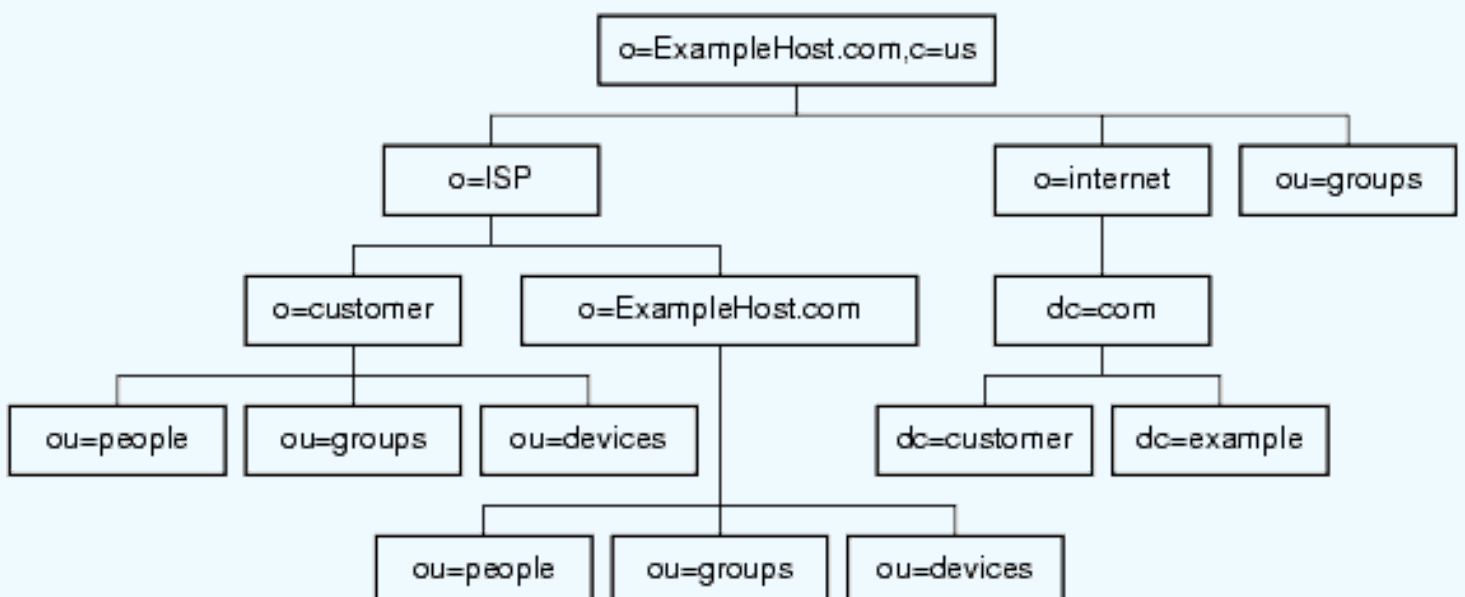 o=ExampleHost.com,c=us
o=ISP
o=internet
ou=groups
o=customer
o=ExampleHost.com
dc=com
ou=people
ou=groups
ou=devices
dc=customer
dc=example
ou=people
ou=groups
ou=devices